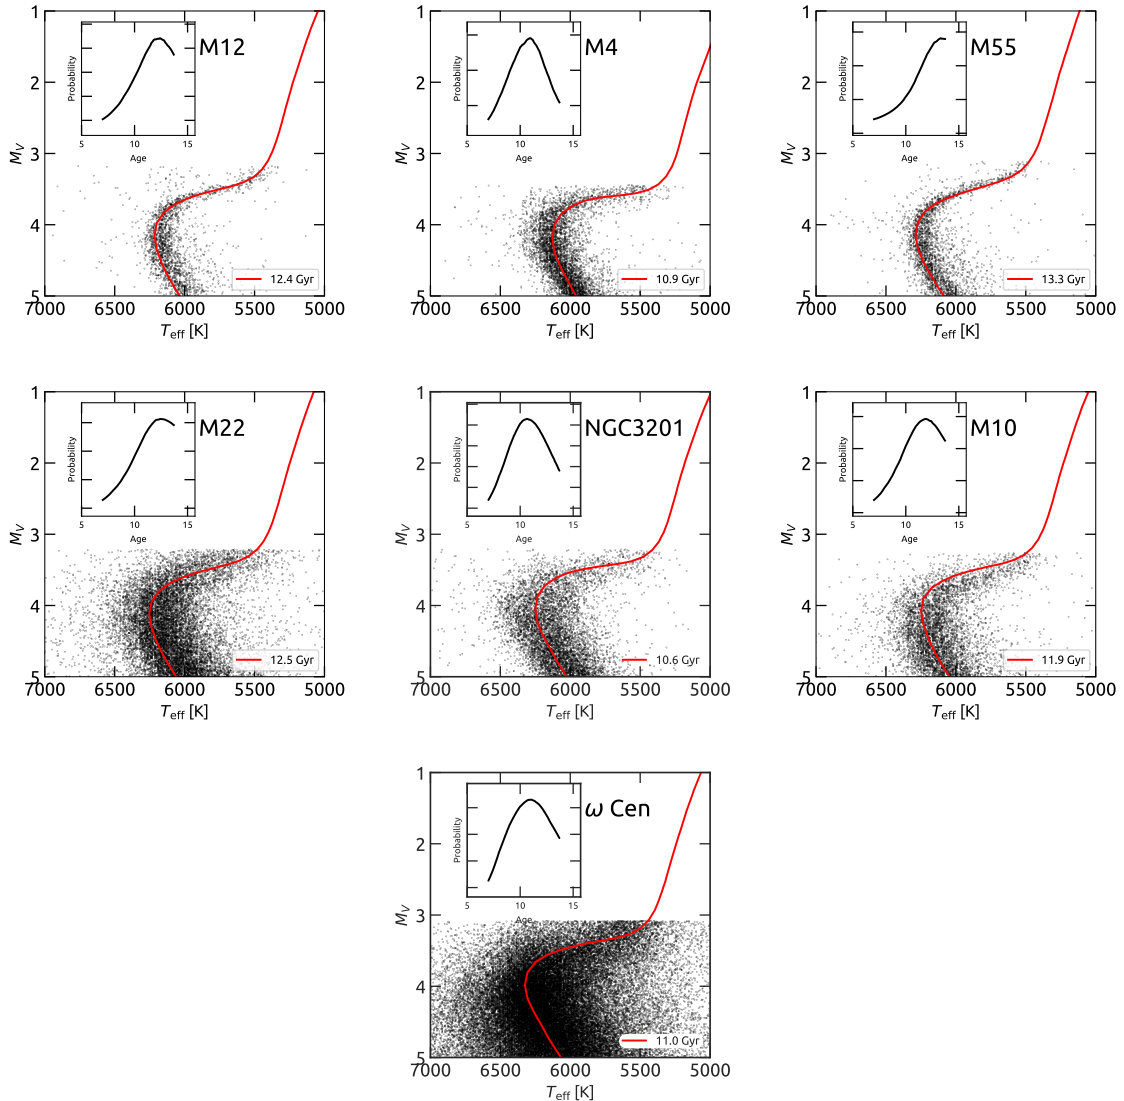 M12
Probability
5 10 15
Age
1
2
3
4
5
M_V
12.4 Gyr
7000 6500 6000 5500 5000
T_eff [K]
M4
Probability
5 10 15
Age
1
2
3
4
5
M_V
10.9 Gyr
7000 6500 6000 5500 5000
T_eff [K]
M55
Probability
5 10 15
Age
1
2
3
4
5
M_V
13.3 Gyr
7000 6500 6000 5500 5000
T_eff [K]
M22
Probability
5 10 15
Age
1
2
3
4
5
M_V
12.5 Gyr
7000 6500 6000 5500 5000
T_eff [K]
NGC3201
Probability
5 10 15
Age
1
2
3
4
5
M_V
10.6 Gyr
7000 6500 6000 5500 5000
T_eff [K]
M10
Probability
5 10 15
Age
1
2
3
4
5
M_V
11.9 Gyr
7000 6500 6000 5500 5000
T_eff [K]
ω Cen
Probability
5 10 15
Age
1
2
3
4
5
M_V
11.0 Gyr
7000 6500 6000 5500 5000
T_eff [K]